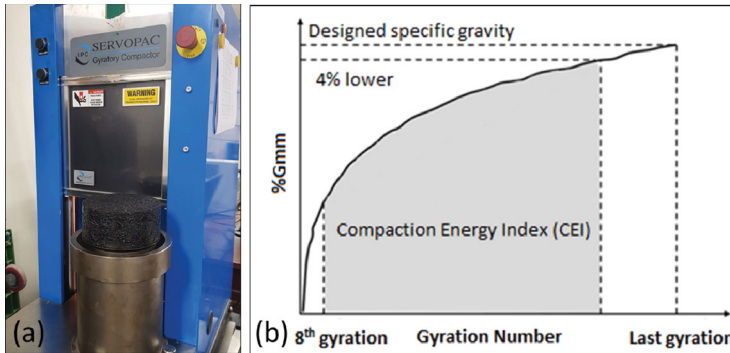 IPC
SERVOPAC
Gyratory Compactor
WARNING
(a)
Designed specific gravity
4% lower
%Gmm
Compaction Energy Index (CEI)
(b)
8th gyration
Gyration Number
Last gyration